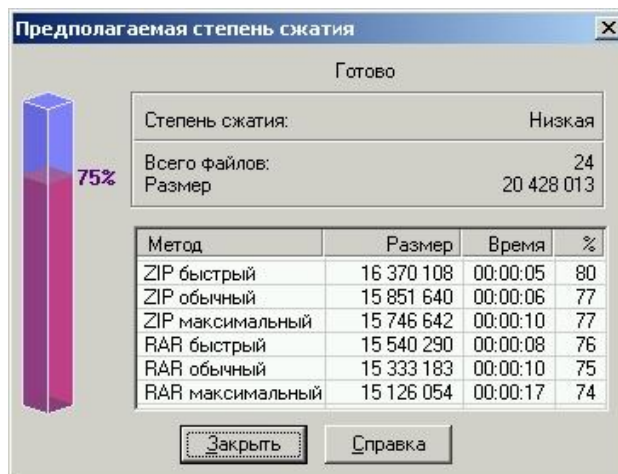 Предполагаемая степень сжатия
Готово
Степень сжатия: Низкая
Всего файлов: 24
Размер 20 428 013
75%
Метод Размер Время %
ZIP быстрый 16 370 108 00:00:05 80
ZIP обычный 15 851 640 00:00:06 77
ZIP максимальный 15 746 642 00:00:10 77
RAR быстрый 15 540 290 00:00:08 76
RAR обычный 15 333 183 00:00:10 75
RAR максимальный 15 126 054 00:00:17 74
Закрыть Справка